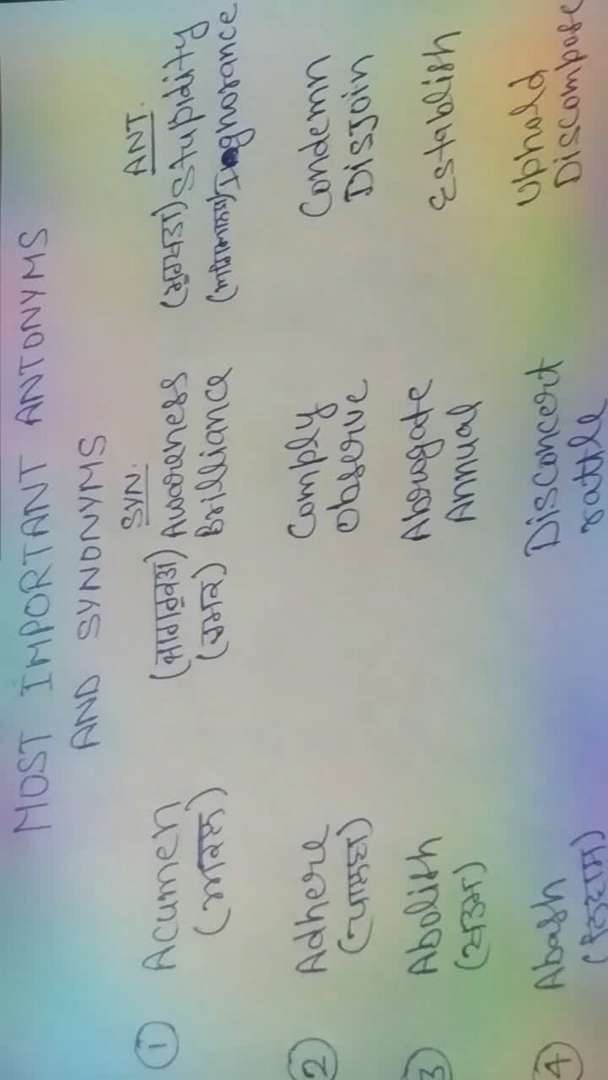 MOST IMPORTANT ANTONYMS
AND SYNONYMS
SYN. ANT.
1 Acumen Awareness Stupidity
Brilliance Ignorance
2 Adhere Comply Condemn
Observe DISJOIN
3 Abolish Abrogate Establish
Annual
4 Abash Disconcert Uphold
rattle Discompose